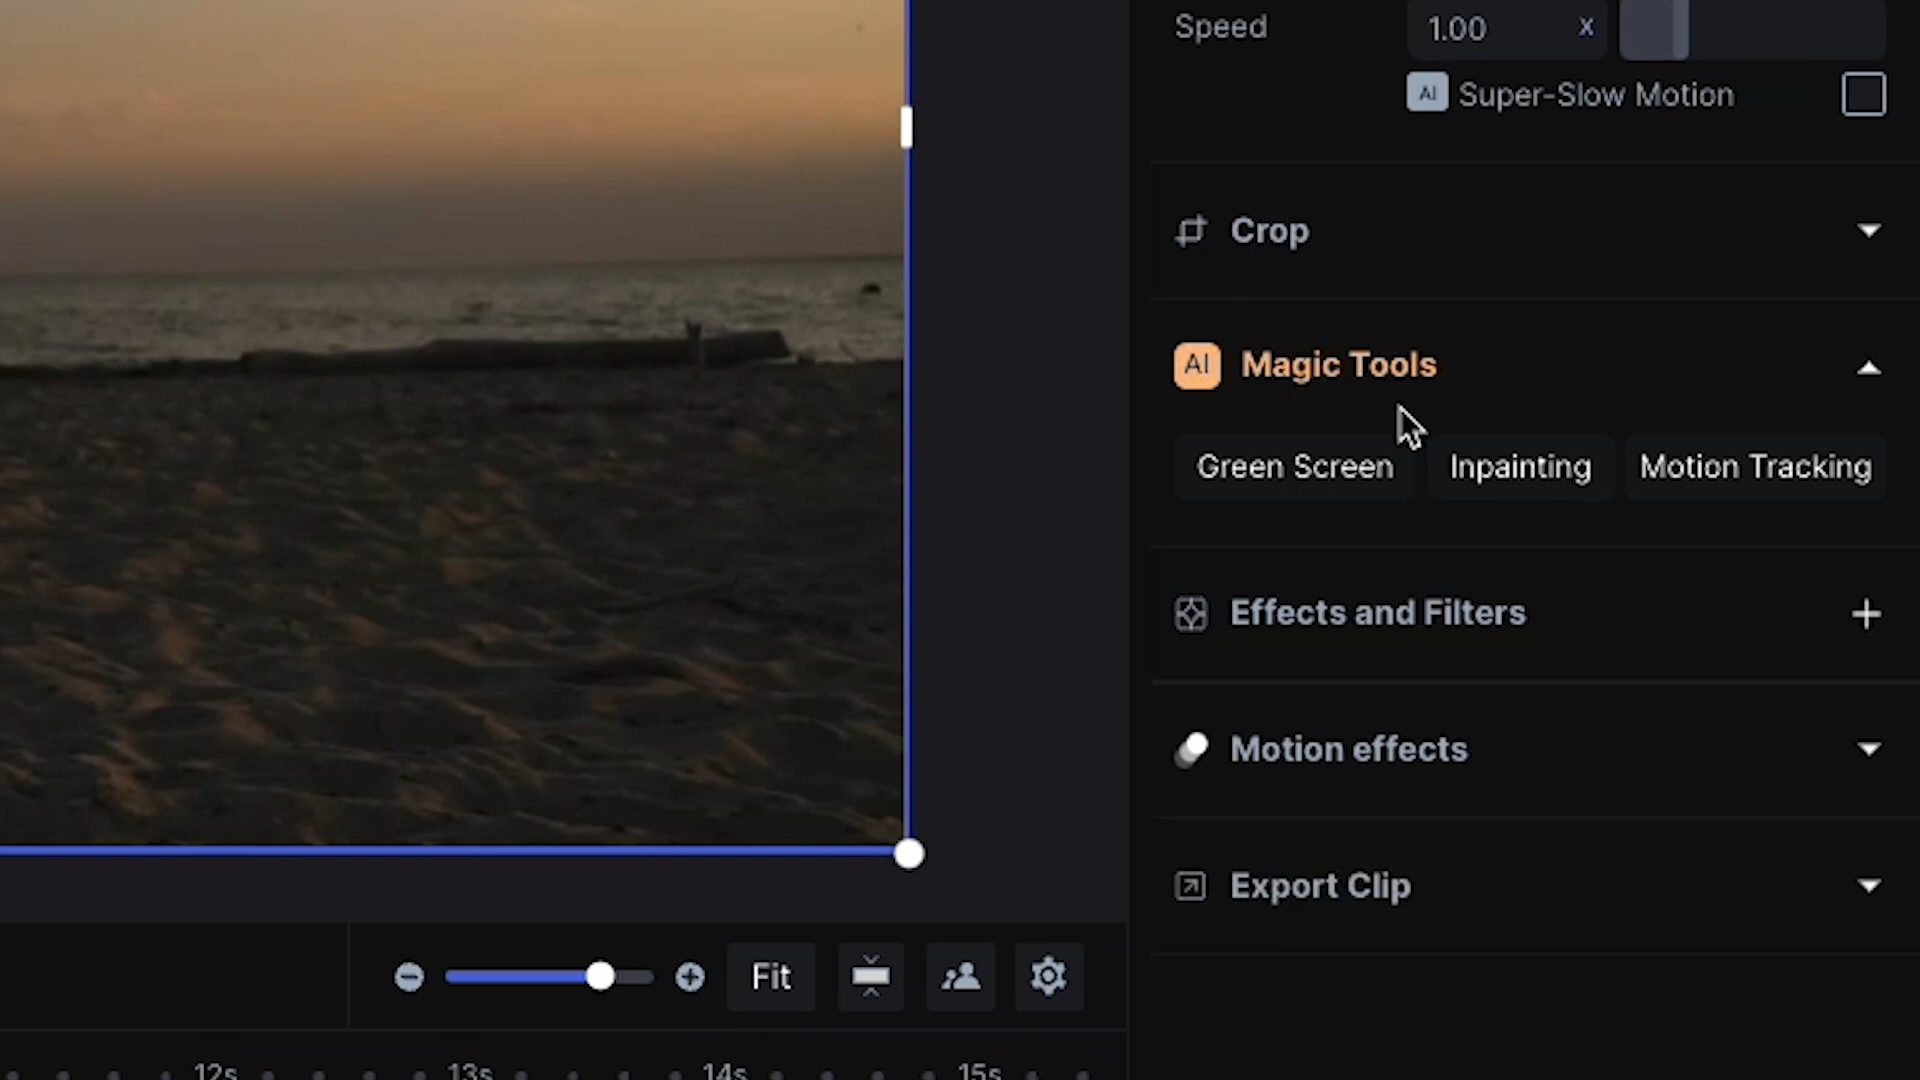 Speed 1.00 x
AI Super-Slow Motion
Crop
AI Magic Tools
Green Screen Inpainting Motion Tracking
Effects and Filters
Motion effects
Export Clip
Fit
12s 13s 14s 15s